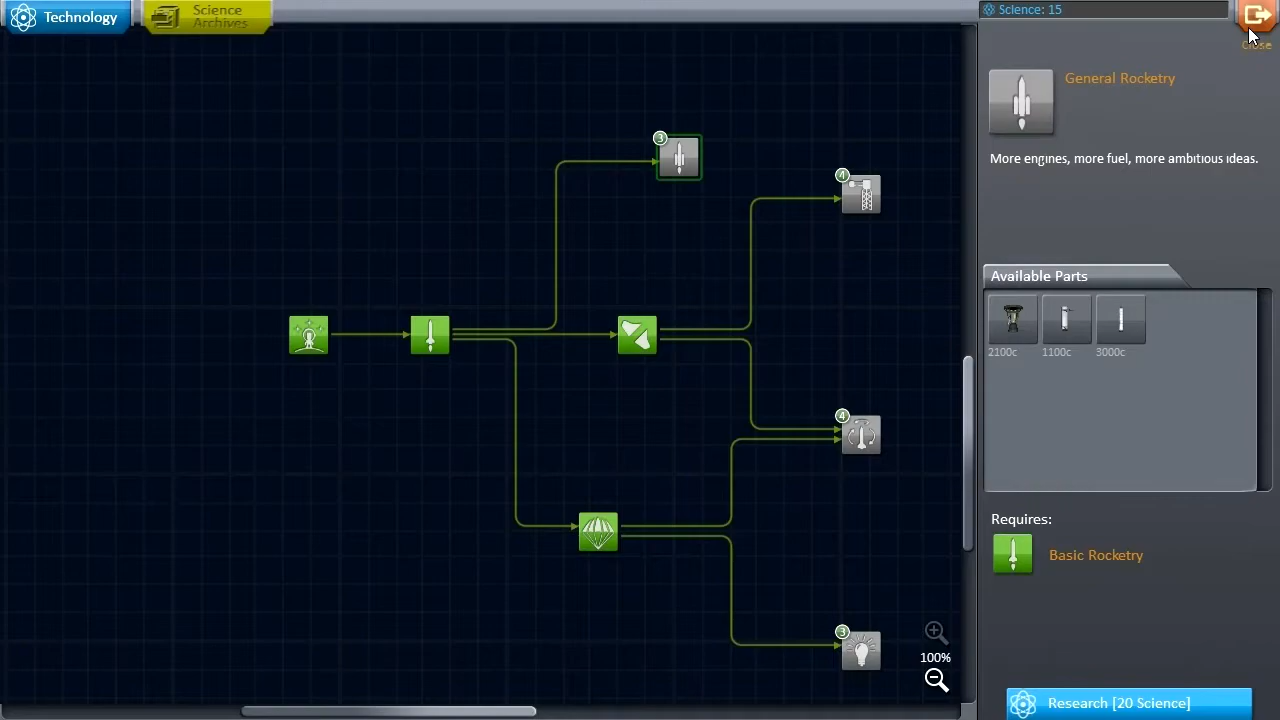 Technology
Science
Archives
Science: 15
Close
General Rocketry
More engines, more fuel, more ambitious ideas.
3
4
Available Parts
2100c 1100c 3000c
4
Requires:
Basic Rocketry
3
100%
Research [20 Science]